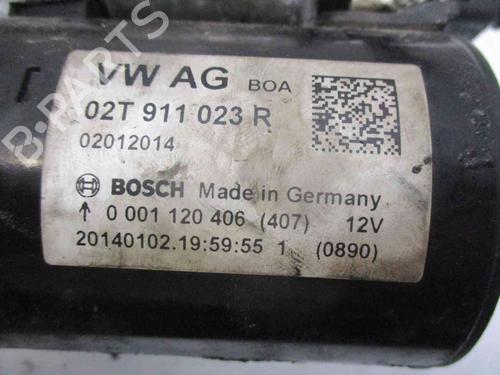 VW AG BOA
02T 911 023 R
02012014
BOSCH Made in Germany
↑ 0 001 120 406 (407) 12V
20140102.19:59:55 1 (0890)
B-PARTS